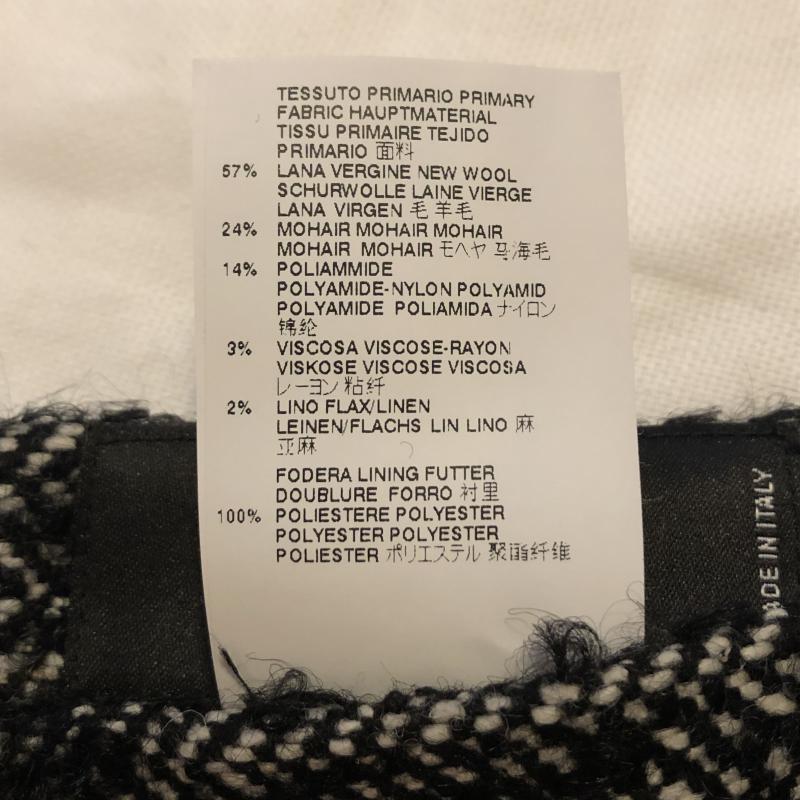 TESSUTO PRIMARIO PRIMARY
FABRIC HAUPTMATERIAL
TISSU PRIMAIRE TEJIDO
PRIMARIO 面料
57% LANA VERGINE NEW WOOL
SCHURWOLLE LAINE VIERGE
LANA VIRGEN 毛 羊毛
24% MOHAIR MOHAIR MOHAIR
MOHAIR MOHAIR モヘヤ 马海毛
14% POLIAMMIDE
POLYAMIDE-NYLON POLYAMID
POLYAMIDE POLIAMIDA ナイロン
锦纶
3% VISCOSA VISCOSE-RAYON
VISKOSE VISCOSE VISCOSA
レーヨン 粘纤
2% LINO FLAX/LINEN
LEINEN/FLACHS LIN LINO 麻
亚麻
FODERA LINING FUTTER
DOUBLURE FORRO 衬里
100% POLIESTERE POLYESTER
POLYESTER POLYESTER
POLIESTER ポリエステル 聚酯纤维
ADE IN ITALY